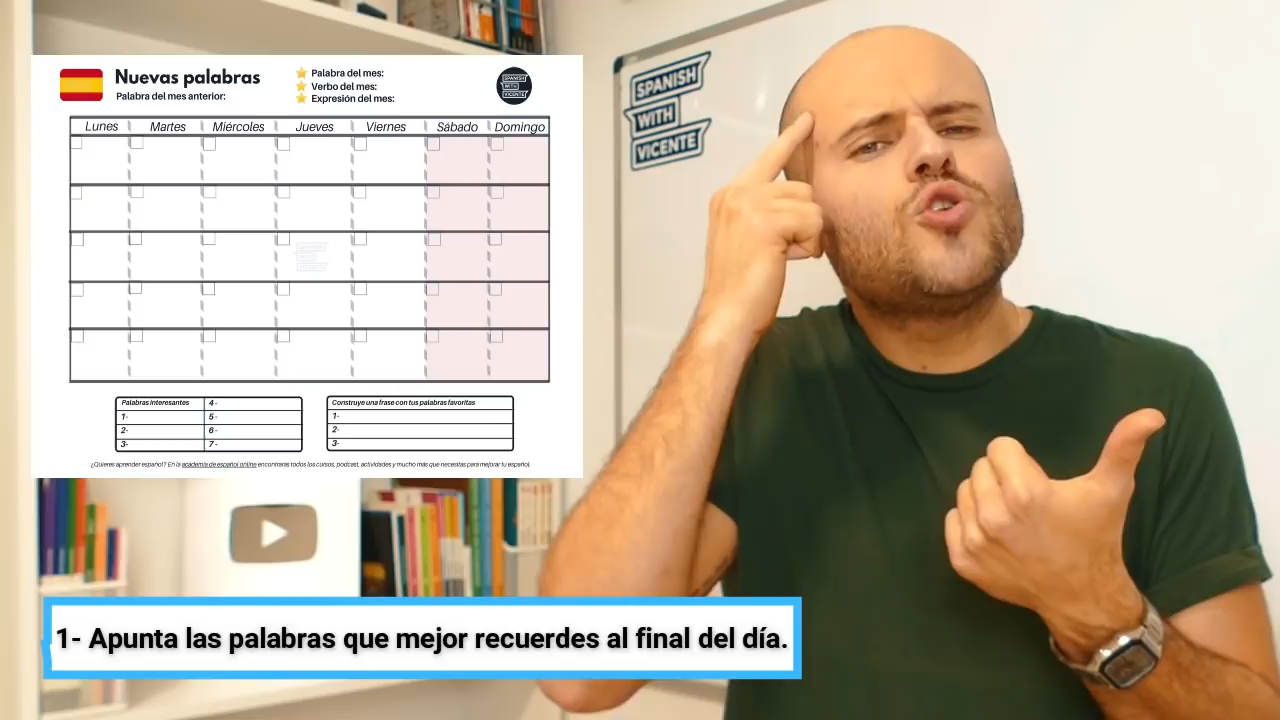 Nuevas palabras
Palabra del mes anterior:
Palabra del mes:
Verbo del mes:
Expresión del mes:
SPANISH
WITH
VICENTE
Lunes Martes Miércoles Jueves Viernes Sábado Domingo
SPANISH
WITH
VICENTE
Palabras interesantes 4-
1- 5-
2- 6-
3- 7-
Construye una frase con tus palabras favoritas
1-
2-
3-
¿Quieres aprender español? En la academia de español online encontrarás todos los cursos, podcast, actividades y mucho más que necesitas para mejorar tu español.
SPANISH
WITH
VICENTE
1- Apunta las palabras que mejor recuerdes al final del día.